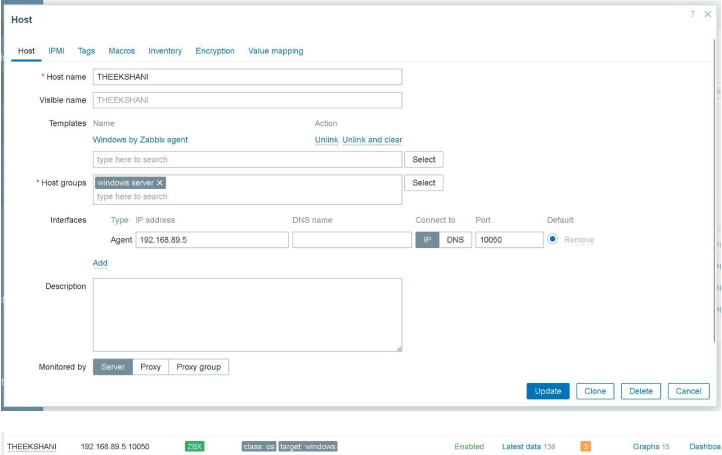 Host
? ×
Host IPMI Tags Macros Inventory Encryption Value mapping
* Host name THEEKSHANI
Visible name THEEKSHANI
Templates Name Action
Windows by Zabbix agent Unlink Unlink and clear
type here to search Select
* Host groups windows server × Select
type here to search
Interfaces Type IP address DNS name Connect to Port Default
Agent 192.168.89.5 IP DNS 10050 Remove
Add
Description
Monitored by Server Proxy Proxy group
Update Clone Delete Cancel
THEEKSHANI 192.168.89.5:10050 ZBX class: os target: windows Enabled Latest data 136 3 Graphs 15 Dashboa